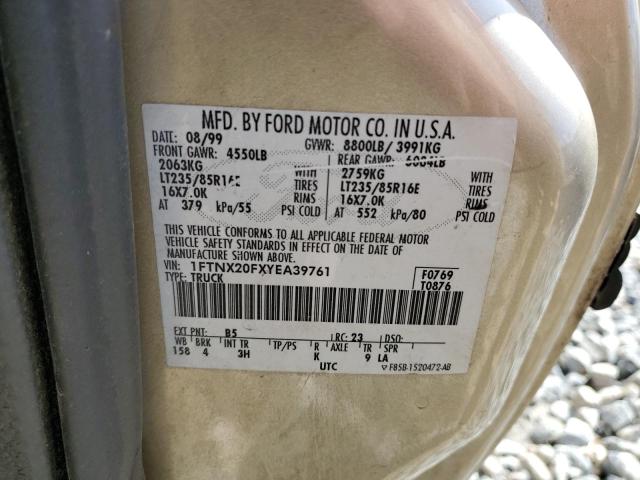 MFD. BY FORD MOTOR CO. IN U.S.A.
DATE: 08/99 GVWR: 8800LB/ 3991KG
FRONT GAWR: 4550LB REAR GAWR: 6084LB
2063KG WITH 2759KG WITH
LT235/85R16E TIRES LT235/85R16E TIRES
16X7.0K RIMS 16X7.0K RIMS
AT 379 kPa/55 PSI COLD AT 552 kPa/80 PSI COLD
THIS VEHICLE CONFORMS TO ALL APPLICABLE FEDERAL MOTOR
VEHICLE SAFETY STANDARDS IN EFFECT ON THE DATE OF
MANUFACTURE SHOWN ABOVE.
VIN: 1FTNX20FXYEA39761 F0769
TYPE: TRUCK T0876
EXT PNT: B5 RC: 23 DSO:
WB BRK INT TR TP/PS R AXLE TR SPR
158 4 3H K 9 LA
UTC F85B-1520472-AB